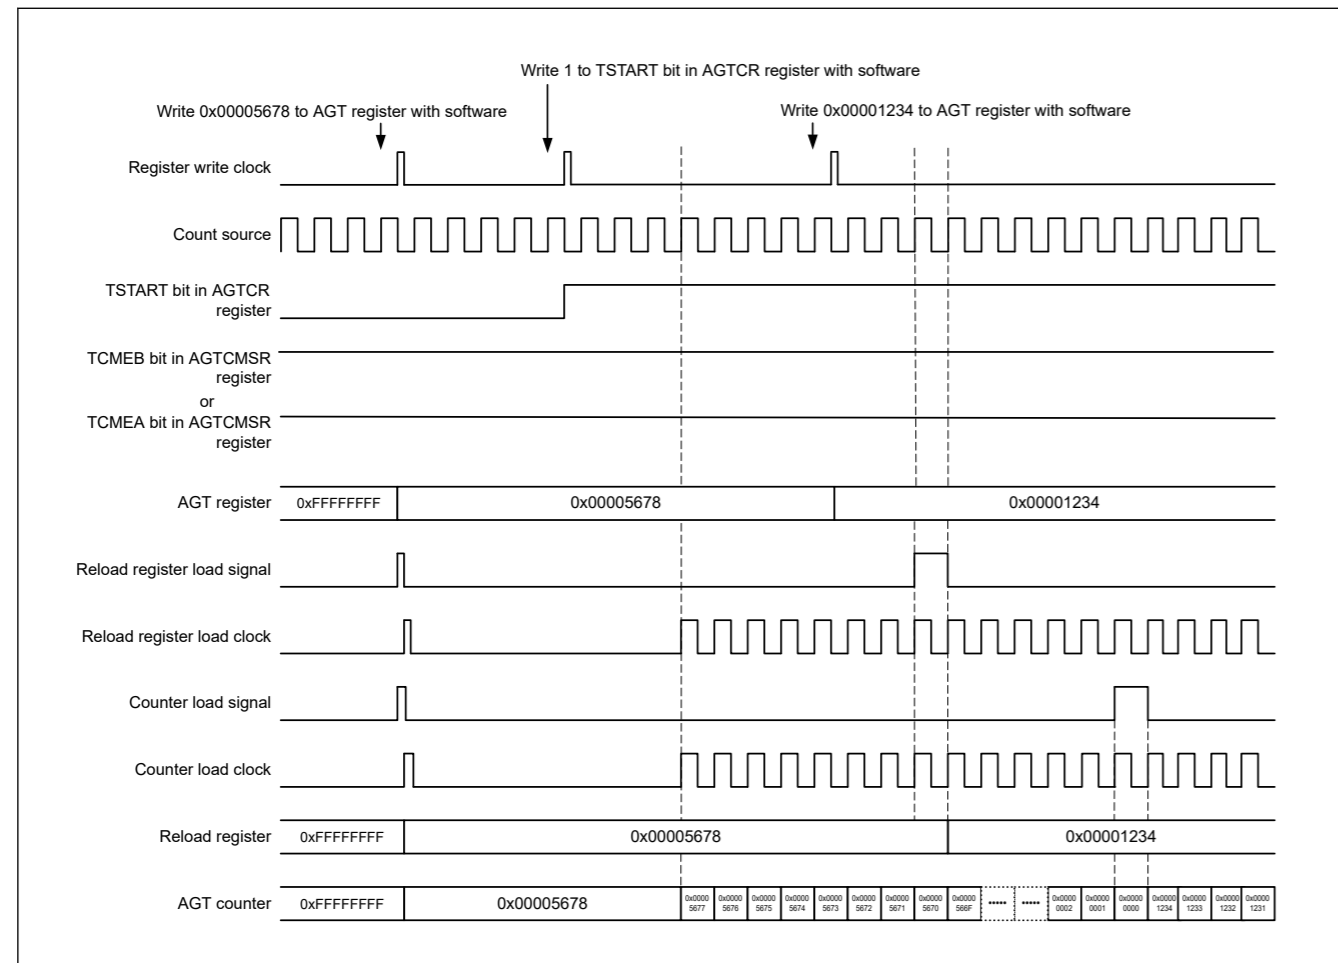 Write 1 to TSTART bit in AGTCR register with software
Write 0x00005678 to AGT register with software
Write 0x00001234 to AGT register with software
Register write clock
Count source
TSTART bit in AGTCR
register
TCMEB bit in AGTCMSR
register
or
TCMEA bit in AGTCMSR
register
AGT register 0xFFFFFFFF 0x00005678 0x00001234
Reload register load signal
Reload register load clock
Counter load signal
Counter load clock
Reload register 0xFFFFFFFF 0x00005678 0x00001234
AGT counter 0xFFFFFFFF 0x00005678
0x0000 0x0000 0x0000 0x0000 0x0000 0x0000 0x0000 0x0000 0x0000 0x0000 0x0000 0x0000 0x0000 0x0000 0x0000 0x0000
5677 5676 5675 5674 5673 5672 5671 5670 566F ••••• ••••• 0002 0001 0000 1234 1233 1232 1231